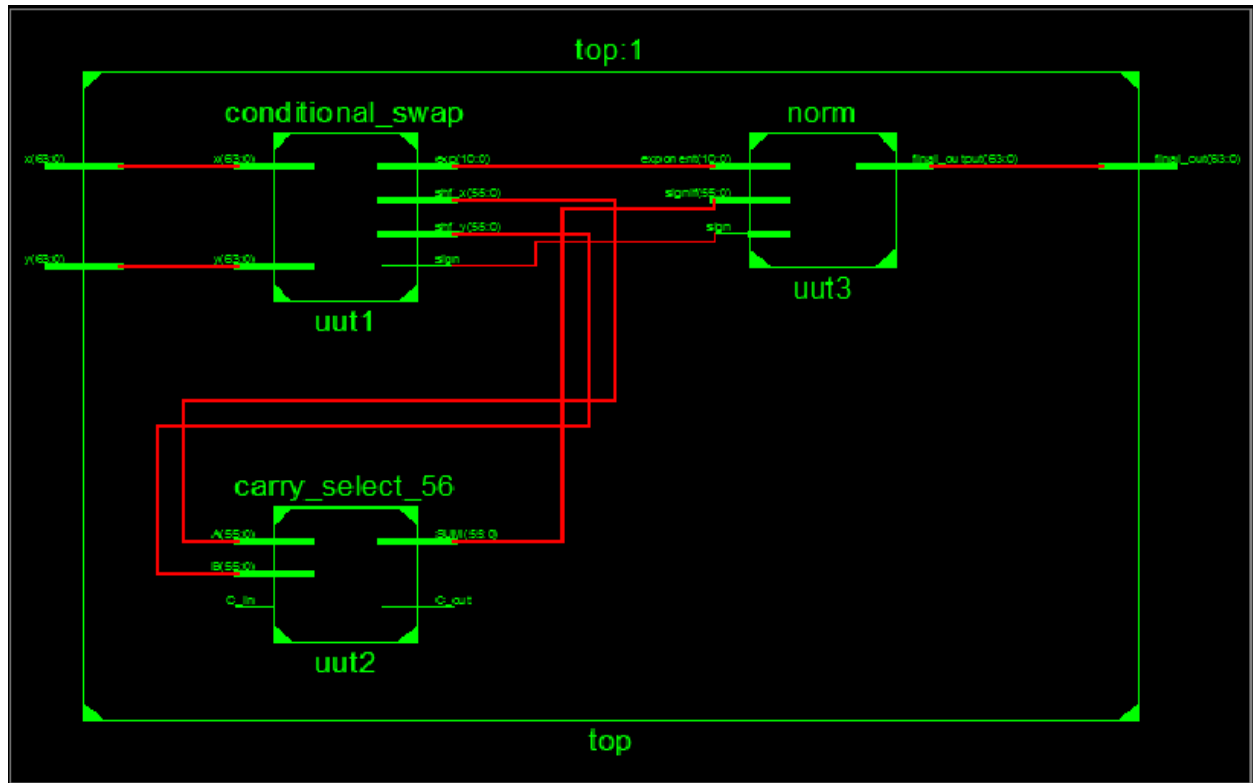 top:1
conditional_swap
norm
x(63:0)
x(63:0)
exp(10:0)
exponent(10:0)
final_output(63:0)
final_out(63:0)
shf_x(55:0)
signif(55:0)
shf_y(55:0)
sign
y(63:0)
y(63:0)
sign
uut3
uut1
carry_select_56
A(55:0)
SUM(55:0)
B(55:0)
C_in
C_out
uut2
top